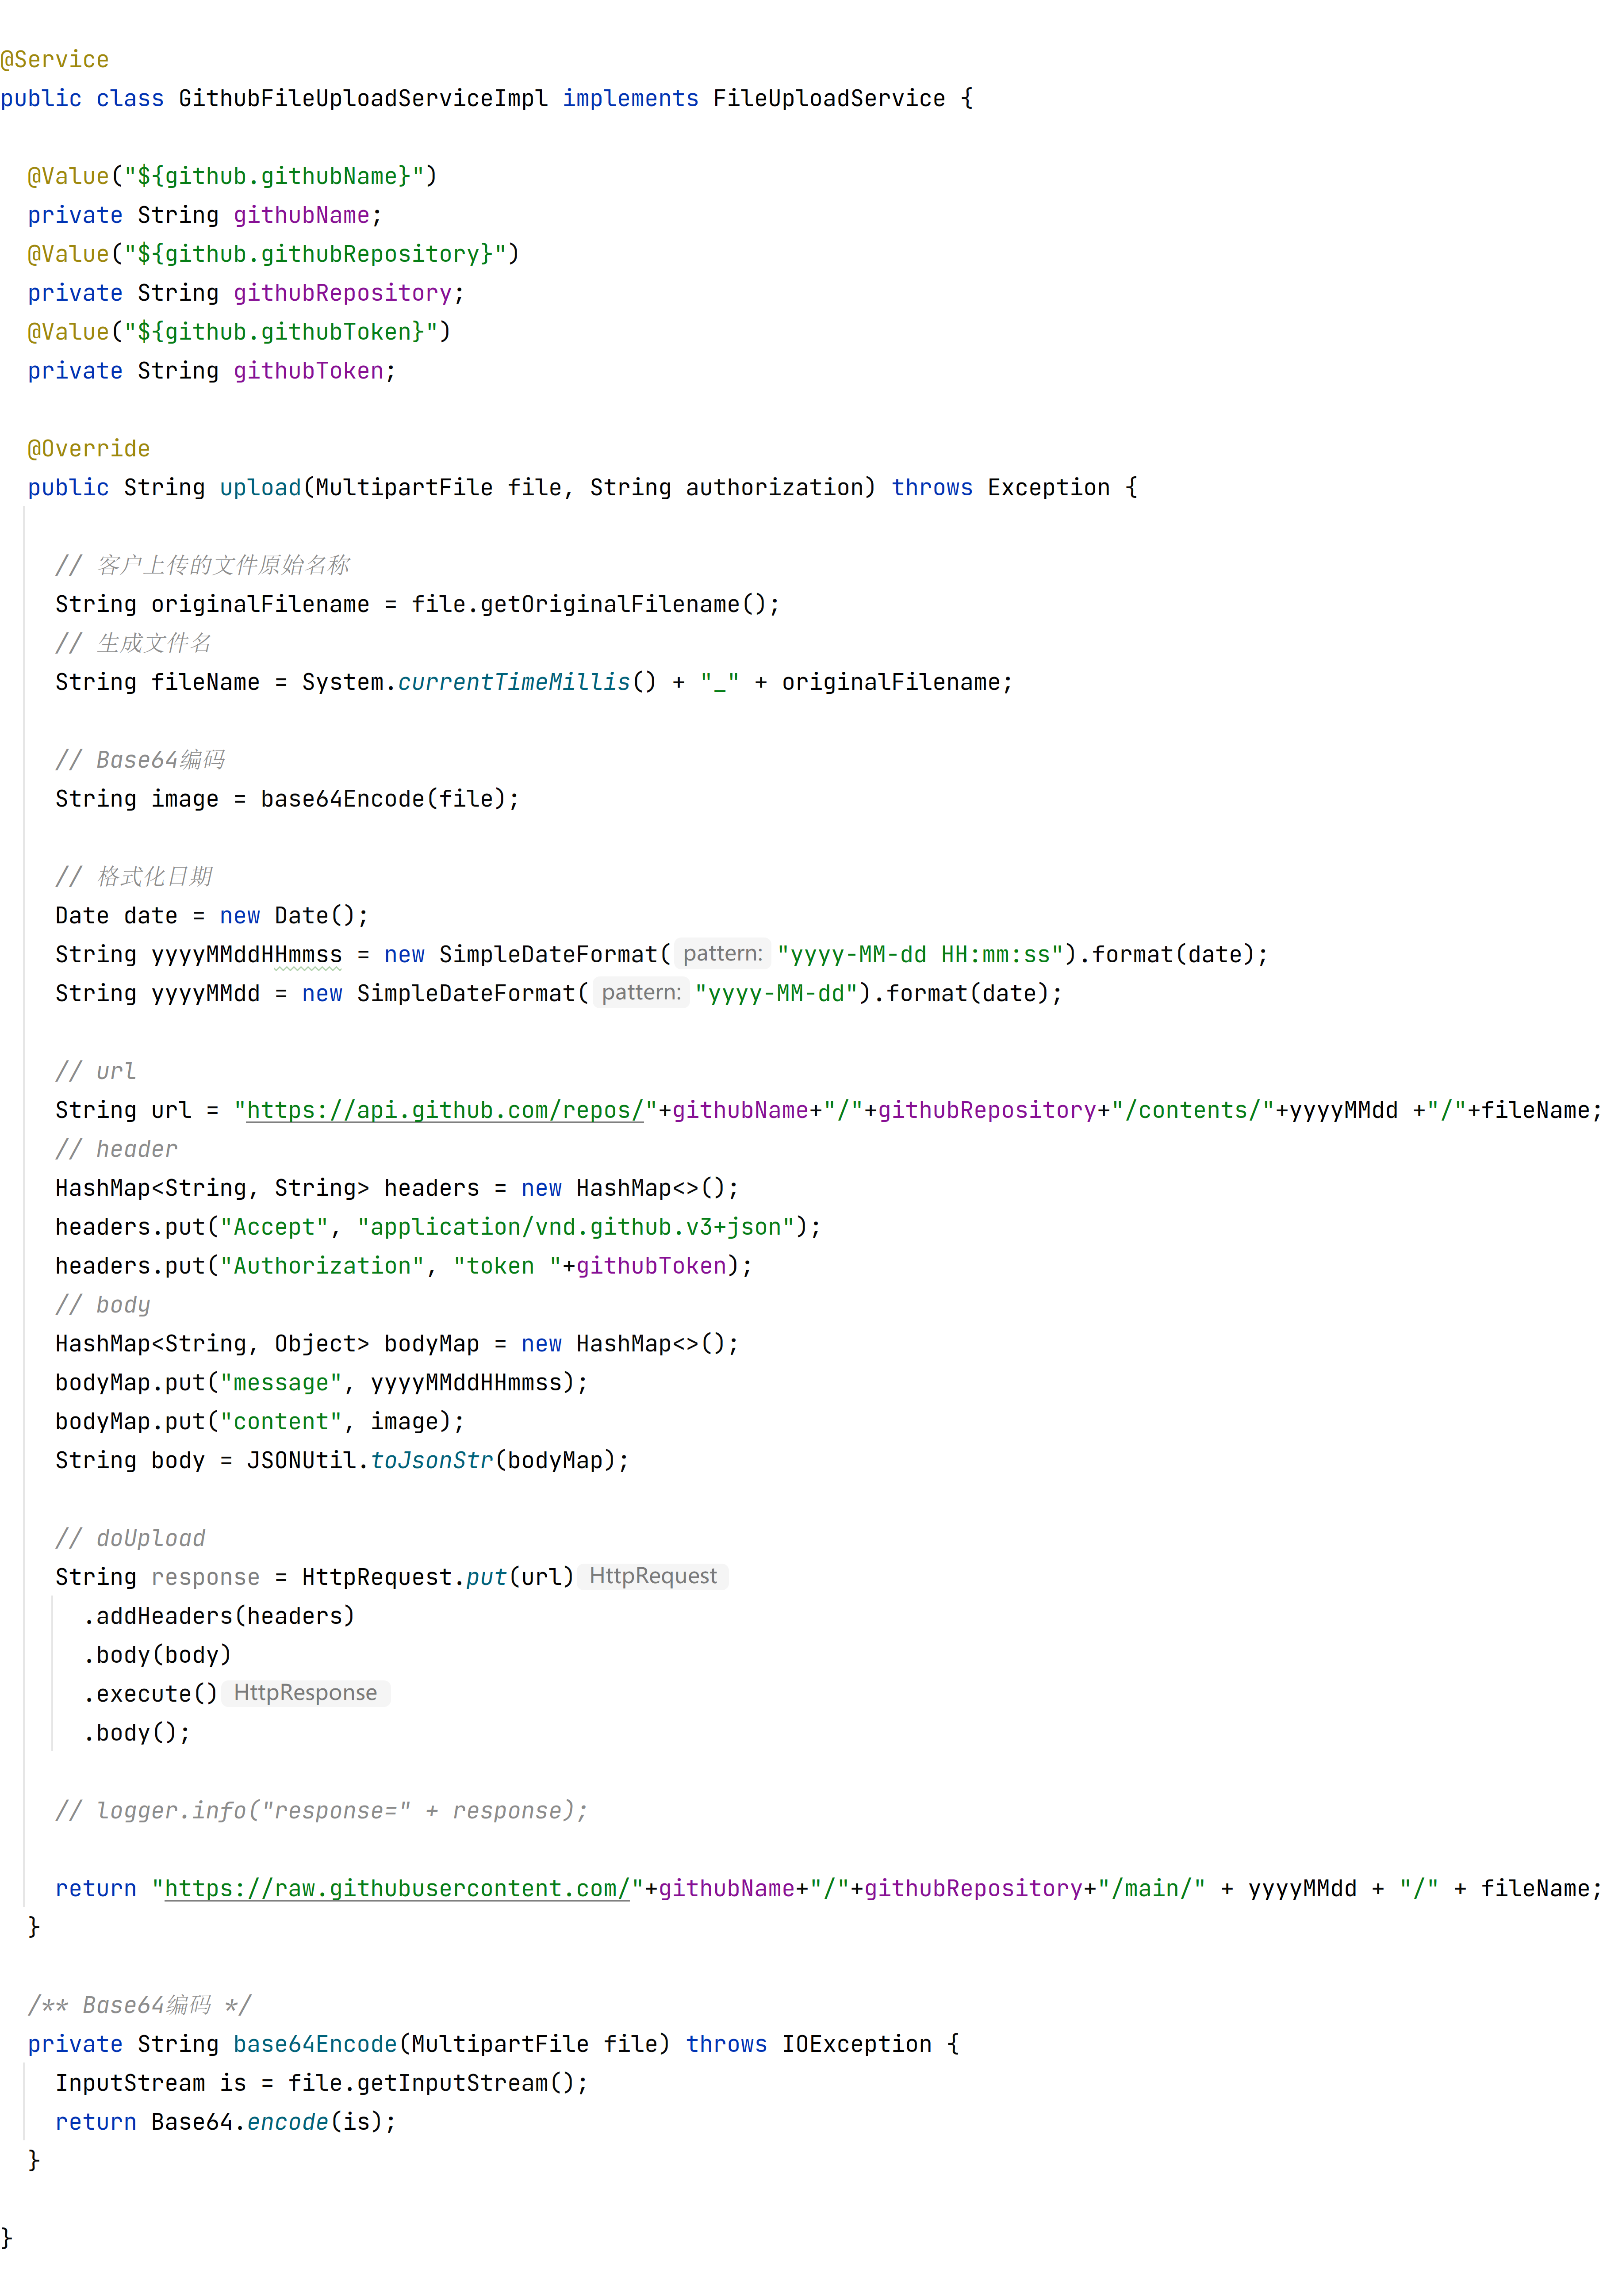 @Service
public class GithubFileUploadServiceImpl implements FileUploadService {
@Value("${github.githubName}")
private String githubName;
@Value("${github.githubRepository}")
private String githubRepository;
@Value("${github.githubToken}")
private String githubToken;
@Override
public String upload(MultipartFile file, String authorization) throws Exception {
// 客户上传的文件原始名称
String originalFilename = file.getOriginalFilename();
// 生成文件名
String fileName = System.currentTimeMillis() + "_" + originalFilename;
// Base64编码
String image = base64Encode(file);
// 格式化日期
Date date = new Date();
String yyyyMMddHHmmss = new SimpleDateFormat( pattern: "yyyy-MM-dd HH:mm:ss").format(date);
String yyyyMMdd = new SimpleDateFormat( pattern: "yyyy-MM-dd").format(date);
// url
String url = "https://api.github.com/repos/"+githubName+"/"+githubRepository+"/contents/"+yyyyMMdd +"/"+fileName;
// header
HashMap<String, String> headers = new HashMap<>();
headers.put("Accept", "application/vnd.github.v3+json");
headers.put("Authorization", "token "+githubToken);
// body
HashMap<String, Object> bodyMap = new HashMap<>();
bodyMap.put("message", yyyyMMddHHmmss);
bodyMap.put("content", image);
String body = JSONUtil.toJsonStr(bodyMap);
// doUpload
String response = HttpRequest.put(url) HttpRequest
.addHeaders(headers)
.body(body)
.execute() HttpResponse
.body();
// logger.info("response=" + response);
return "https://raw.githubusercontent.com/"+githubName+"/"+githubRepository+"/main/" + yyyyMMdd + "/" + fileName;
}
/** Base64编码 */
private String base64Encode(MultipartFile file) throws IOException {
InputStream is = file.getInputStream();
return Base64.encode(is);
}
}